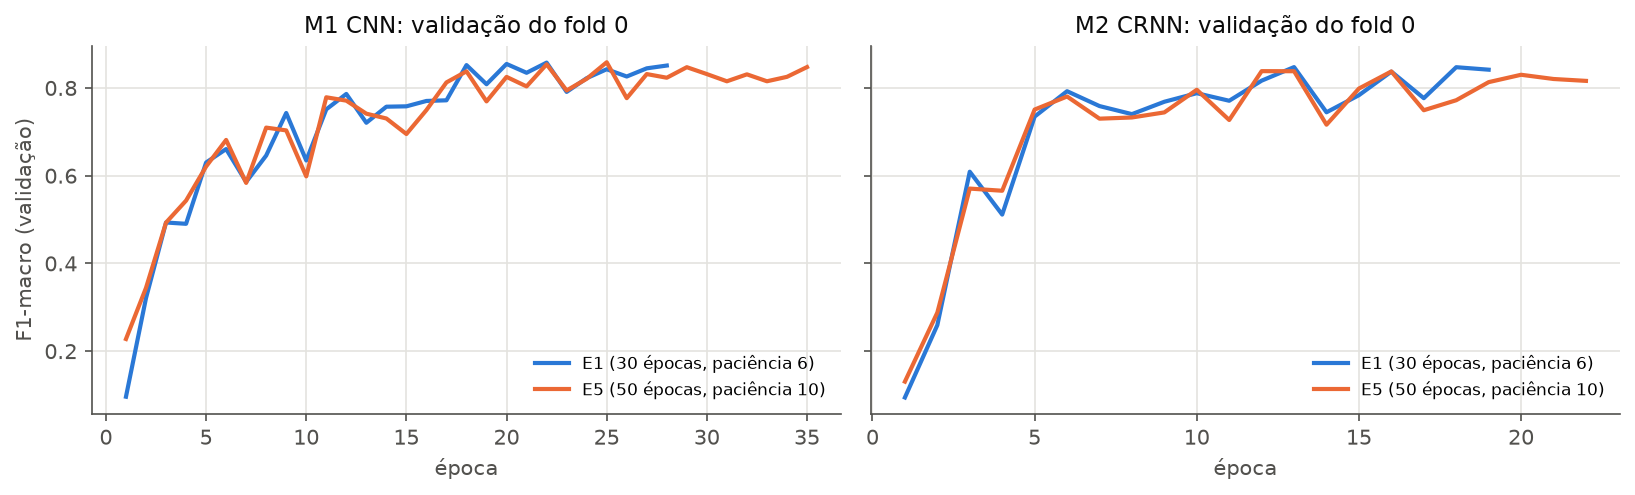 M1 CNN: validação do fold 0
F1-macro (validação)
0.8
0.6
0.4
0.2
E1 (30 épocas, paciência 6)
E5 (50 épocas, paciência 10)
0 5 10 15 20 25 30 35
época
M2 CRNN: validação do fold 0
E1 (30 épocas, paciência 6)
E5 (50 épocas, paciência 10)
0 5 10 15 20
época